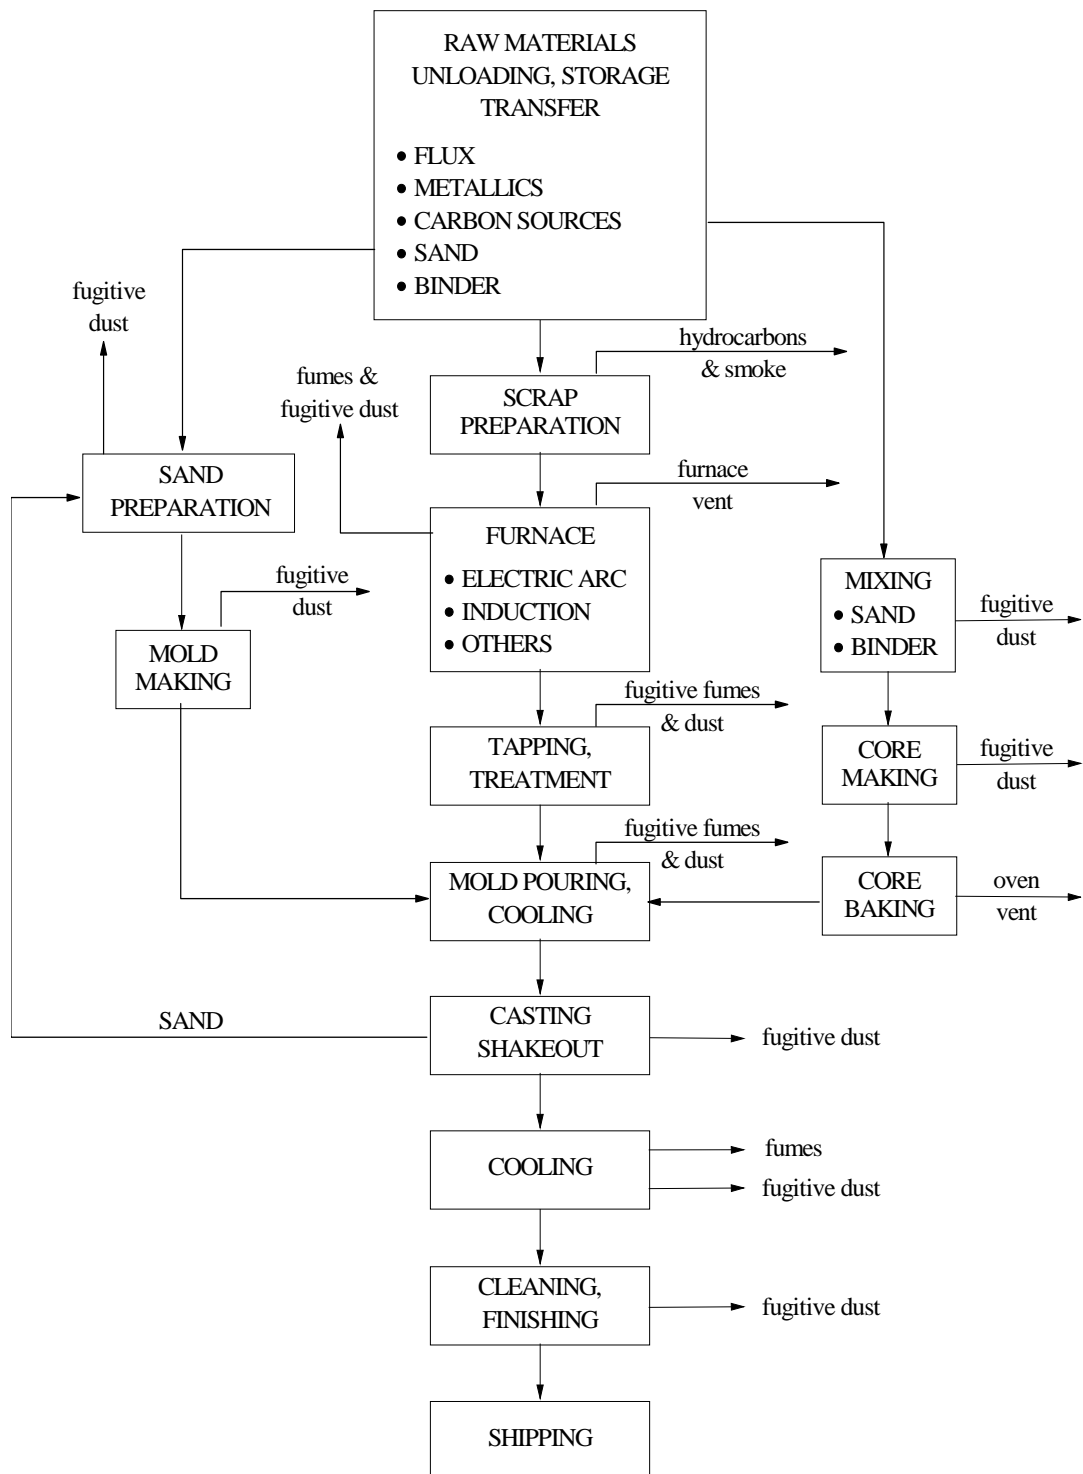 RAW MATERIALS
UNLOADING, STORAGE
TRANSFER
• FLUX
• METALLICS
• CARBON SOURCES
• SAND
• BINDER
fugitive
dust
hydrocarbons
& smoke
fumes &
fugitive dust
SCRAP
PREPARATION
SAND
PREPARATION
furnace
vent
FURNACE
• ELECTRIC ARC
• INDUCTION
• OTHERS
MIXING
• SAND
• BINDER
fugitive
dust
fugitive
dust
MOLD
MAKING
fugitive fumes
& dust
TAPPING,
TREATMENT
CORE
MAKING
fugitive
dust
fugitive fumes
& dust
MOLD POURING,
COOLING
CORE
BAKING
oven
vent
SAND
CASTING
SHAKEOUT
fugitive dust
COOLING
fumes
fugitive dust
CLEANING,
FINISHING
fugitive dust
SHIPPING